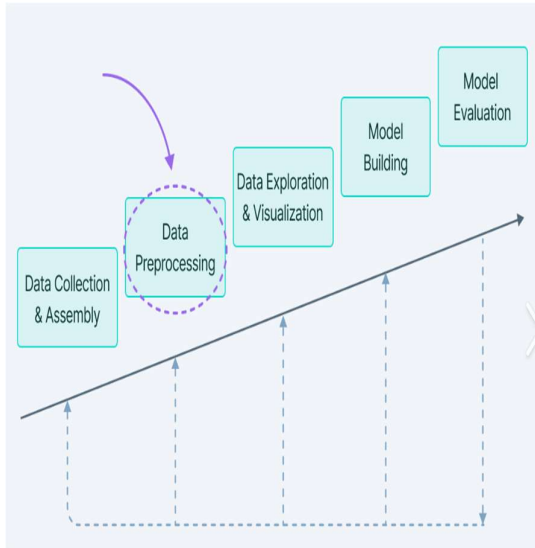 Data Collection
& Assembly
Data
Preprocessing
Data Exploration
& Visualization
Model
Building
Model
Evaluation